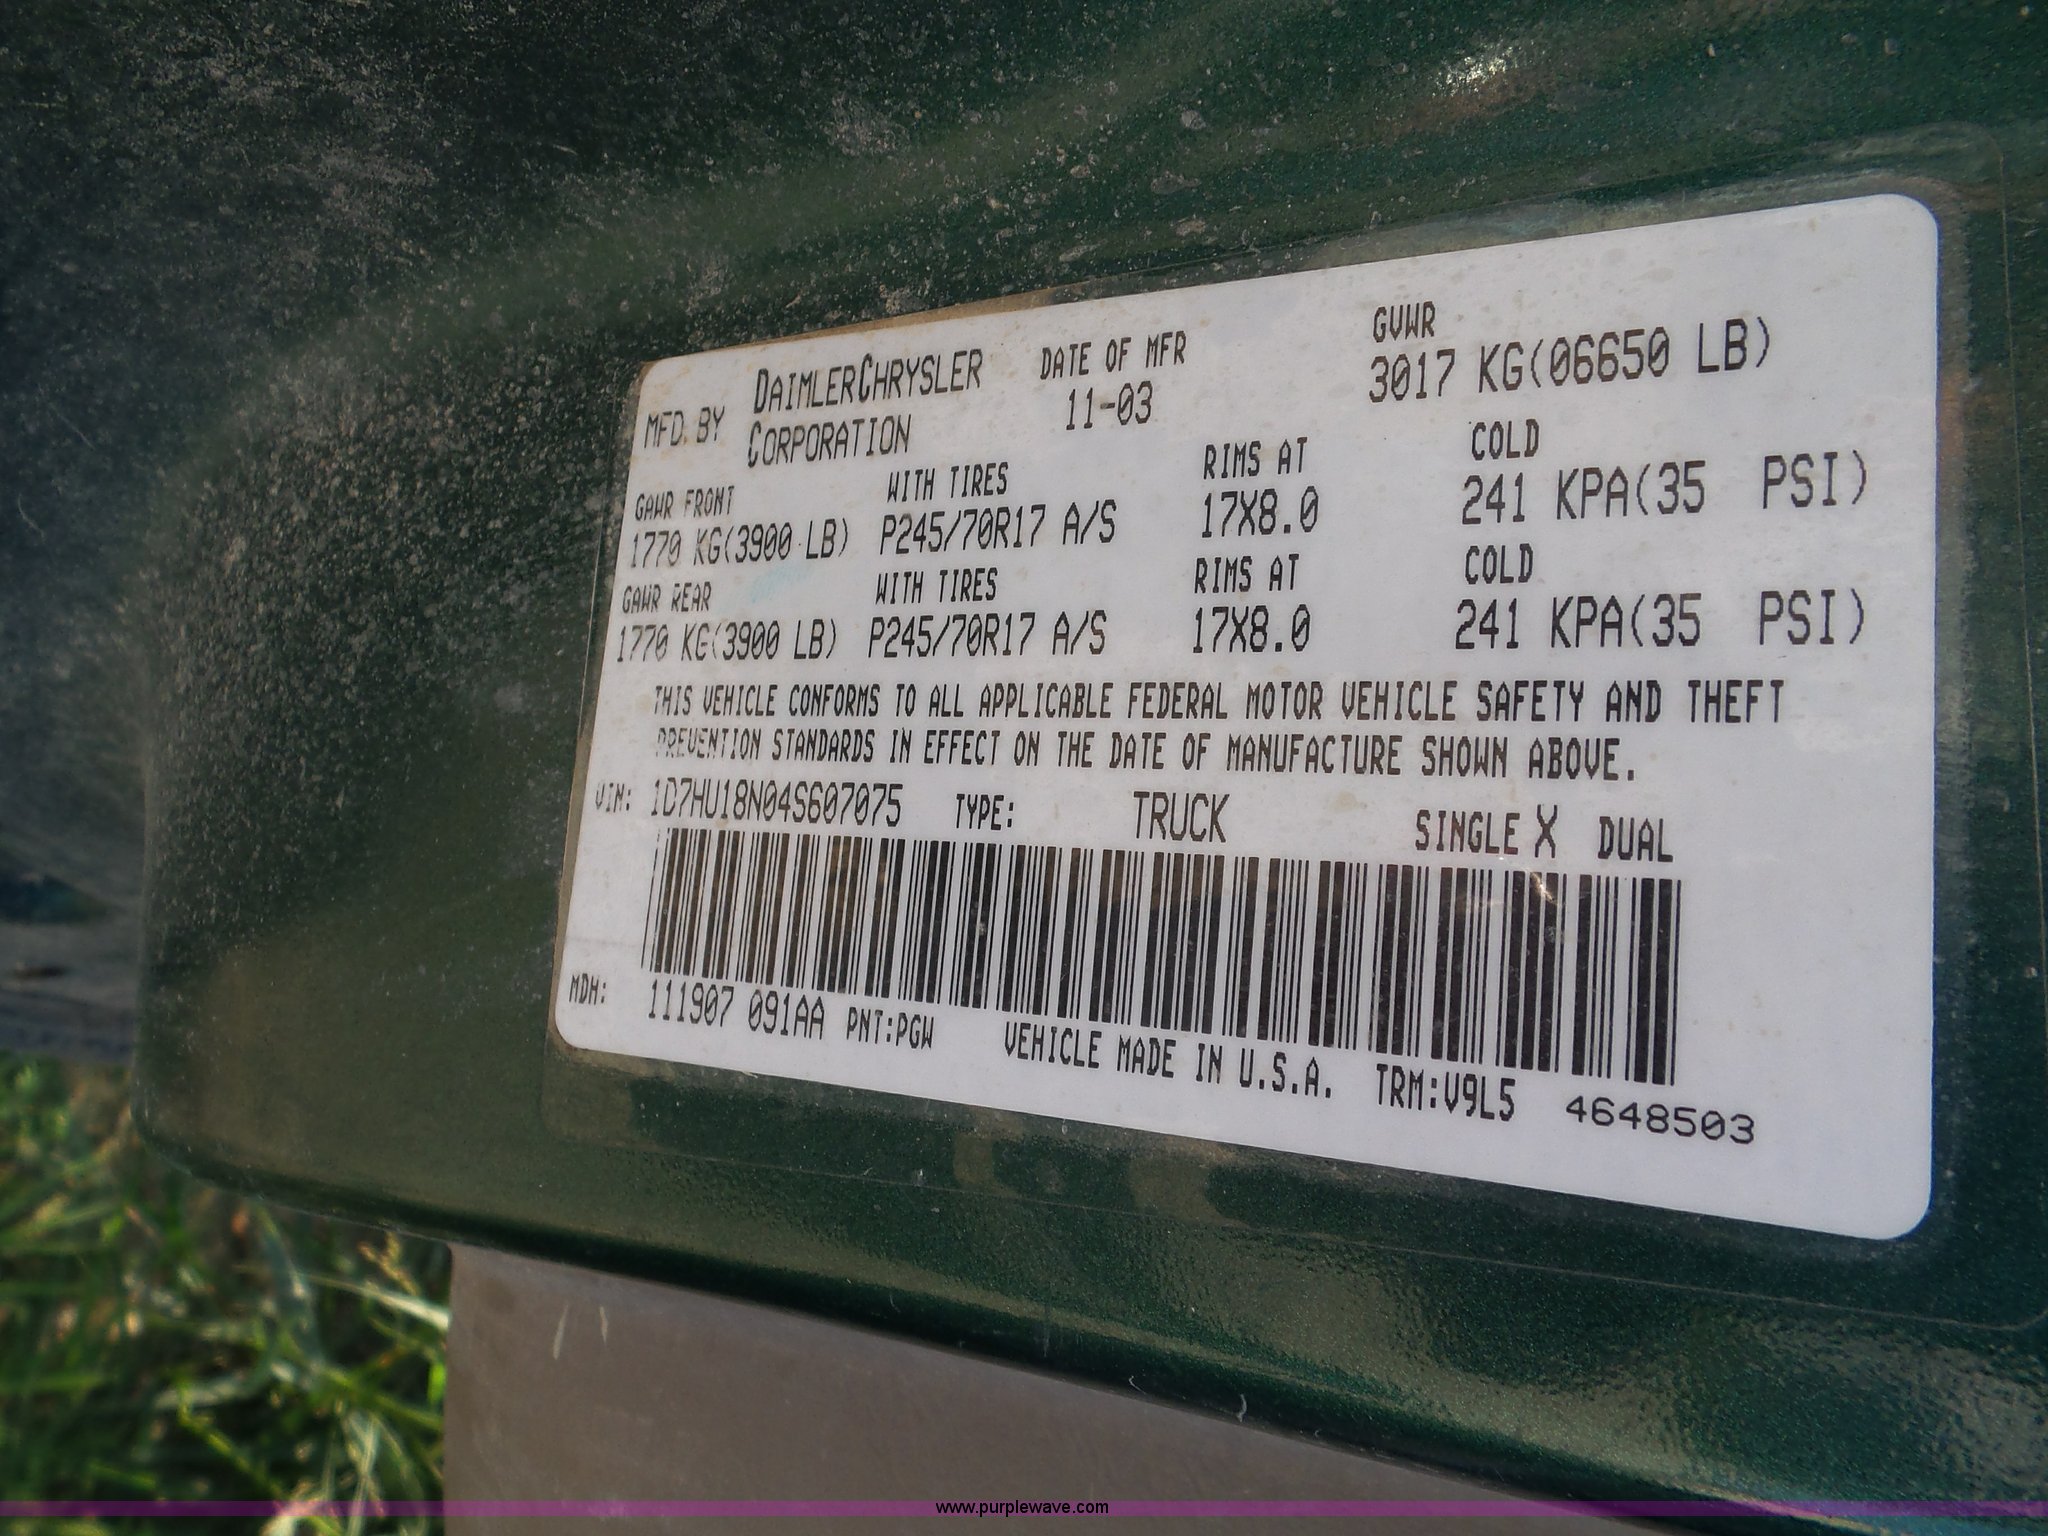 MFD. BY DAIMLERCHRYSLER CORPORATION
DATE OF MFR
11-03
GVWR
3017 KG(06650 LB)
GAWR FRONT WITH TIRES RIMS AT COLD
1770 KG(3900 LB) P245/70R17 A/S 17X8.0 241 KPA(35 PSI)
GAWR REAR WITH TIRES RIMS AT COLD
1770 KG(3900 LB) P245/70R17 A/S 17X8.0 241 KPA(35 PSI)
THIS VEHICLE CONFORMS TO ALL APPLICABLE FEDERAL MOTOR VEHICLE SAFETY AND THEFT
PREVENTION STANDARDS IN EFFECT ON THE DATE OF MANUFACTURE SHOWN ABOVE.
VIN: 1D7HU18N04S607075 TYPE: TRUCK SINGLE X DUAL
MDH: 111907 091AA PNT:PGW VEHICLE MADE IN U.S.A. TRM:V9L5 4648503
www.purplewave.com